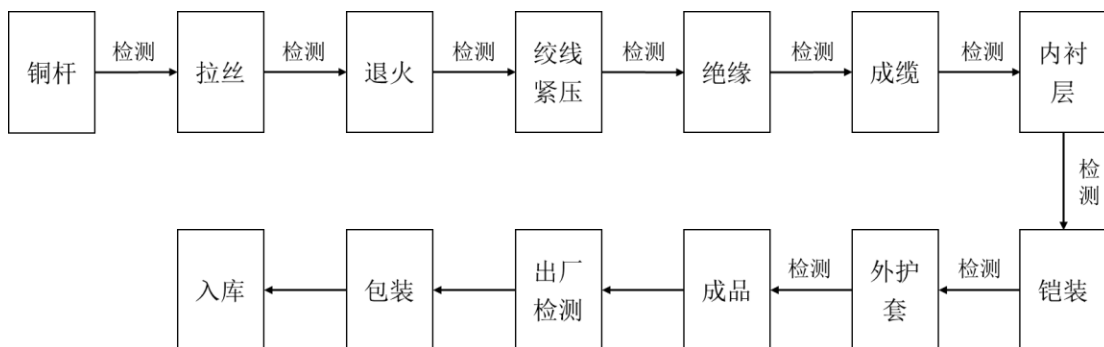 铜杆
检测
拉丝
检测
退火
检测
绞线
紧压
检测
绝缘
检测
成缆
检测
内衬
层
检
测
铠装
检测
外护
套
检测
成品
出厂
检测
包装
入库